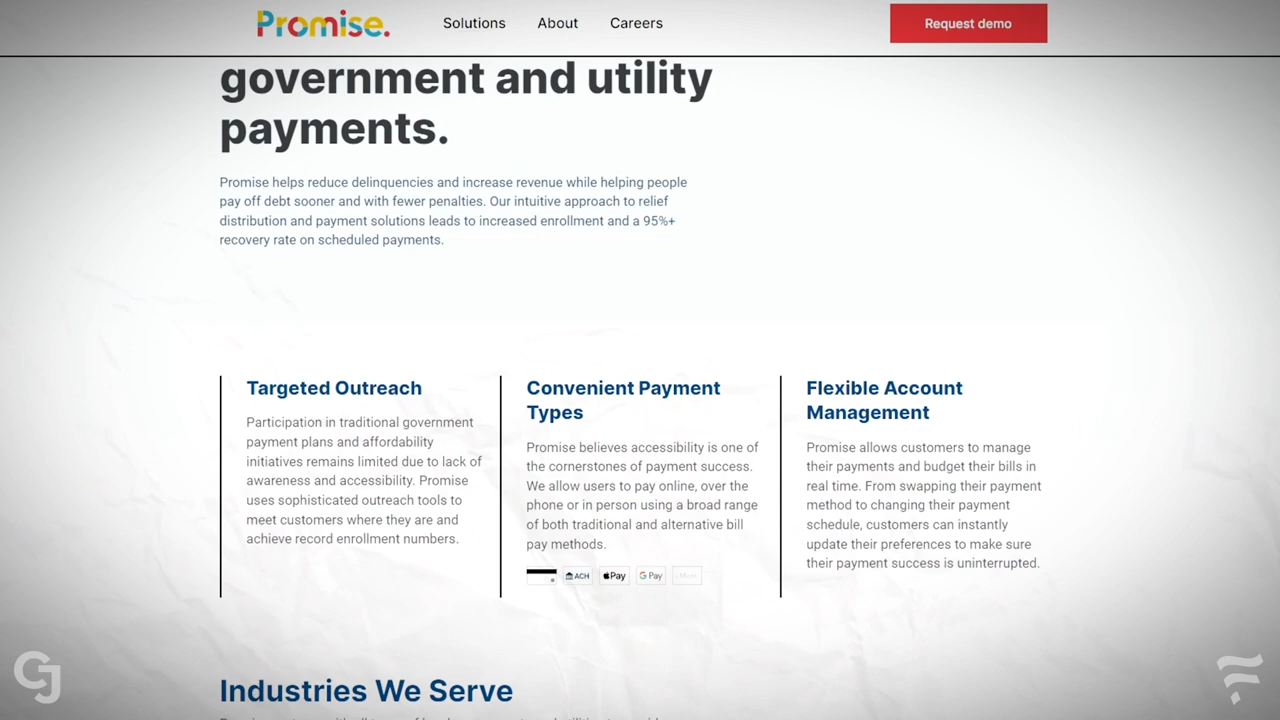 Promise.
Solutions
About
Careers
Request demo
government and utility
payments.
Promise helps reduce delinquencies and increase revenue while helping people
pay off debt sooner and with fewer penalties. Our intuitive approach to relief
distribution and payment solutions leads to increased enrollment and a 95%+
recovery rate on scheduled payments.
Targeted Outreach
Participation in traditional government
payment plans and affordability
initiatives remains limited due to lack of
awareness and accessibility. Promise
uses sophisticated outreach tools to
meet customers where they are and
achieve record enrollment numbers.
Convenient Payment
Types
Promise believes accessibility is one of
the cornerstones of payment success.
We allow users to pay online, over the
phone or in person using a broad range
of both traditional and alternative bill
pay methods.
ACH
Pay
G Pay
Flexible Account
Management
Promise allows customers to manage
their payments and budget their bills in
real time. From swapping their payment
method to changing their payment
schedule, customers can instantly
update their preferences to make sure
their payment success is uninterrupted.
Industries We Serve
GJ